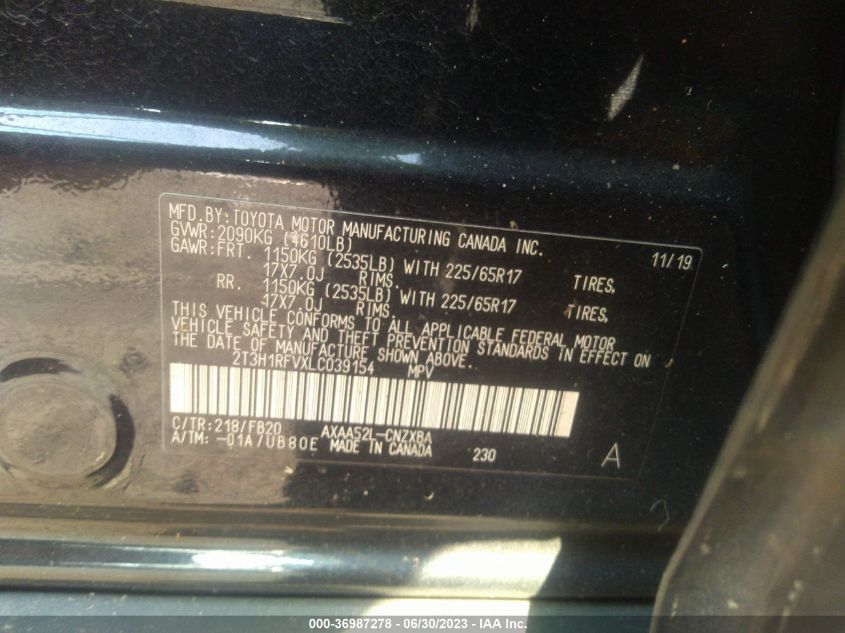 MFD.BY:TOYOTA MOTOR MANUFACTURING CANADA INC.
GVWR:2090KG (4610LB) 11/19
GAWR:FRT. 1150KG (2535LB) WITH 225/65R17 TIRES,
17X7.0J RIMS,
RR. 1150KG (2535LB) WITH 225/65R17 TIRES,
17X7.0J RIMS.
THIS VEHICLE CONFORMS TO ALL APPLICABLE FEDERAL MOTOR
VEHICLE SAFETY AND THEFT PREVENTION STANDARDS IN EFFECT ON
THE DATE OF MANUFACTURE SHOWN ABOVE.
2T3H1RFVXLC039154 MPV
C/TR:218/FB20 AXAA52L-CNZXBA
A/TM: -01A/UB80E MADE IN CANADA 230 A
000-36987278 - 06/30/2023 - IAA Inc.